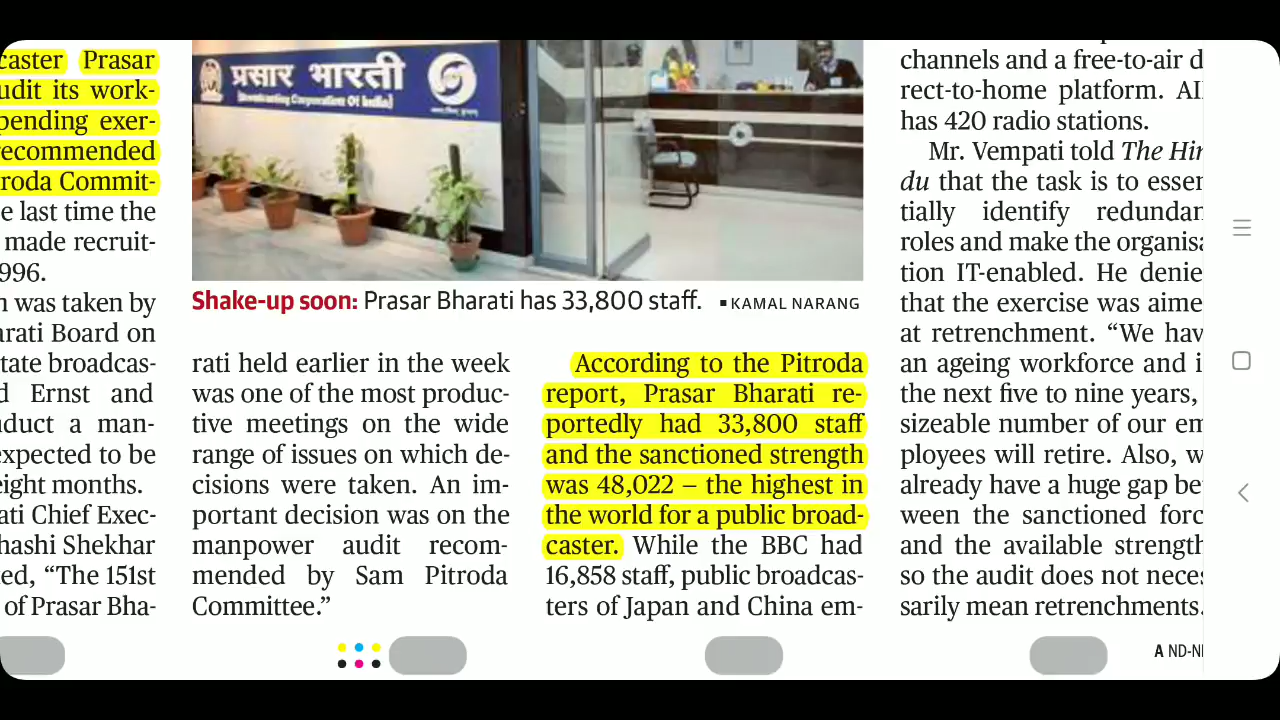 caster Prasar
udit its work-
pending exer-
recommended
roda Commit-
e last time the
made recruit-
996.
n was taken by
arati Board on
tate broadcas-
d Ernst and
nduct a man-
expected to be
eight months.
ati Chief Exec-
hashi Shekhar
ed, “The 151st
of Prasar Bha-
प्रसार भारती
(Broadcasting Corporation Of India)
Shake-up soon: Prasar Bharati has 33,800 staff. ▪ KAMAL NARANG
rati held earlier in the week
was one of the most produc-
tive meetings on the wide
range of issues on which de-
cisions were taken. An im-
portant decision was on the
manpower audit recom-
mended by Sam Pitroda
Committee.”
According to the Pitroda
report, Prasar Bharati re-
portedly had 33,800 staff
and the sanctioned strength
was 48,022 – the highest in
the world for a public broad-
caster. While the BBC had
16,858 staff, public broadcas-
ters of Japan and China em-
channels and a free-to-air d
rect-to-home platform. AI
has 420 radio stations.
Mr. Vempati told The Hin
du that the task is to essen
tially identify redundan
roles and make the organisa
tion IT-enabled. He denie
that the exercise was aime
at retrenchment. “We hav
an ageing workforce and i
the next five to nine years,
sizeable number of our em
ployees will retire. Also, w
already have a huge gap bet
ween the sanctioned forc
and the available strength
so the audit does not neces
sarily mean retrenchments.
A ND-N